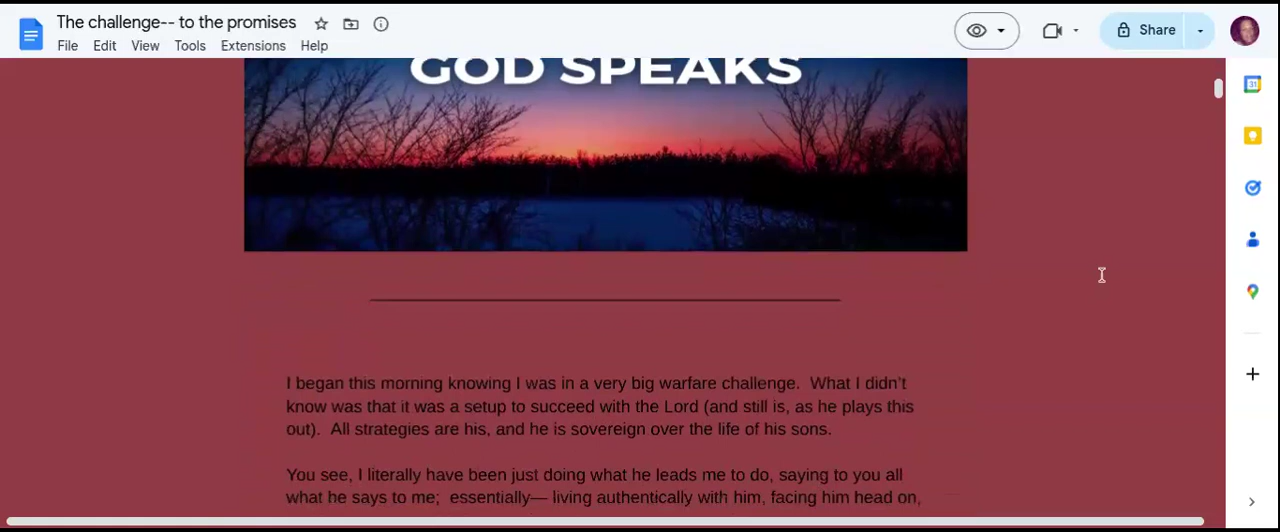 The challenge-- to the promises
File Edit View Tools Extensions Help
Share
31
GOD SPEAKS
I began this morning knowing I was in a very big warfare challenge.  What I didn’t
know was that it was a setup to succeed with the Lord (and still is, as he plays this
out).  All strategies are his, and he is sovereign over the life of his sons.
You see, I literally have been just doing what he leads me to do, saying to you all
what he says to me;  essentially— living authentically with him, facing him head on,